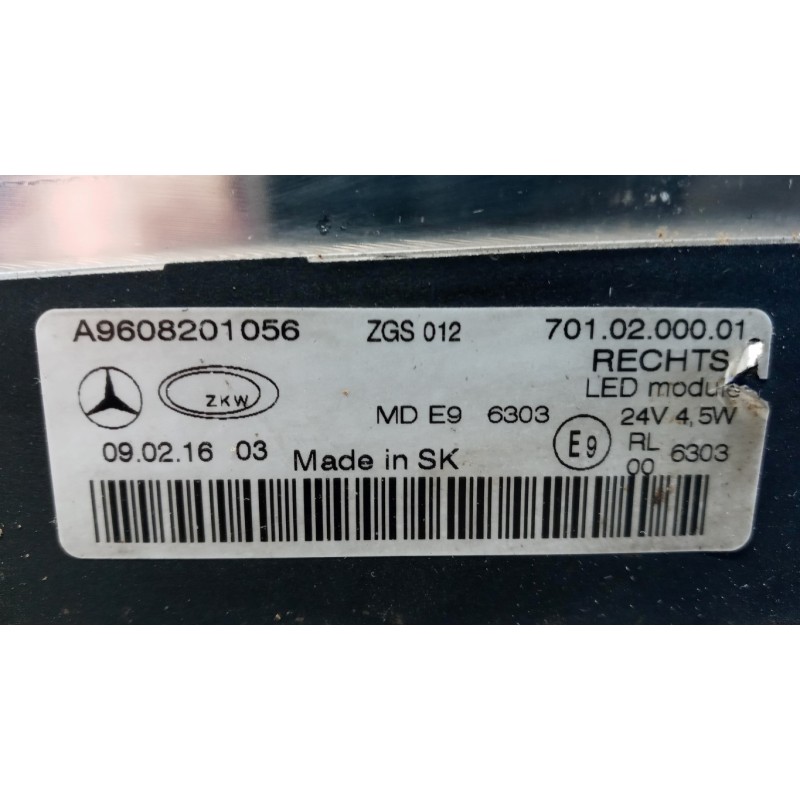 A9608201056 ZGS 012 701.02.000.01
RECHTS
ZKW LED module
MD E9 6303 24V 4,5W
09.02.16 03 Made in SK E9 RL 6303
00